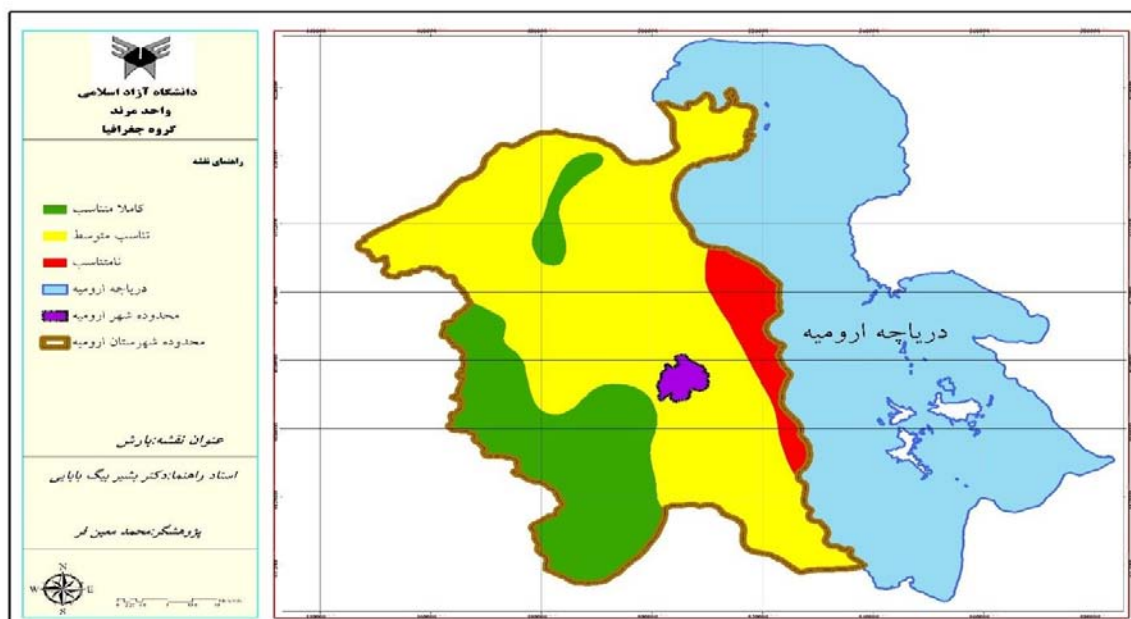 دانشگاه آزاد اسلامی
واحد مرند
گروه جغرافیا
راهنمای نقشه
کاملا متناسب
تناسب متوسط
نامتناسب
دریاچه ارومیه
محدوده شهر ارومیه
محدوده شهرستان ارومیه
عنوان نقشه:بارش
استاد راهنما:دکتر بشیر بیگ بابایی
پژوهشگر:محمد معین فر
N
W E
S
دریاچه ارومیه